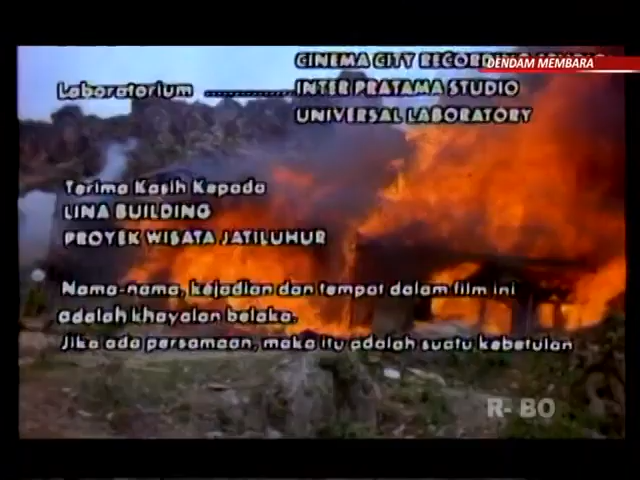 CINEMA CITY RECORDING
DENDAM MEMBARA
Laboratorium .............. INTER PRATAMA STUDIO
UNIVERSAL LABORATORY
Terima Kasih Kepada
LINA BUILDING
PROYEK WISATA JATILUHUR
Nama-nama, kejadian dan tempat dalam film ini
adalah khayalan belaka.
Jika ada persamaan, maka itu adalah suatu kebetulan
R- BO